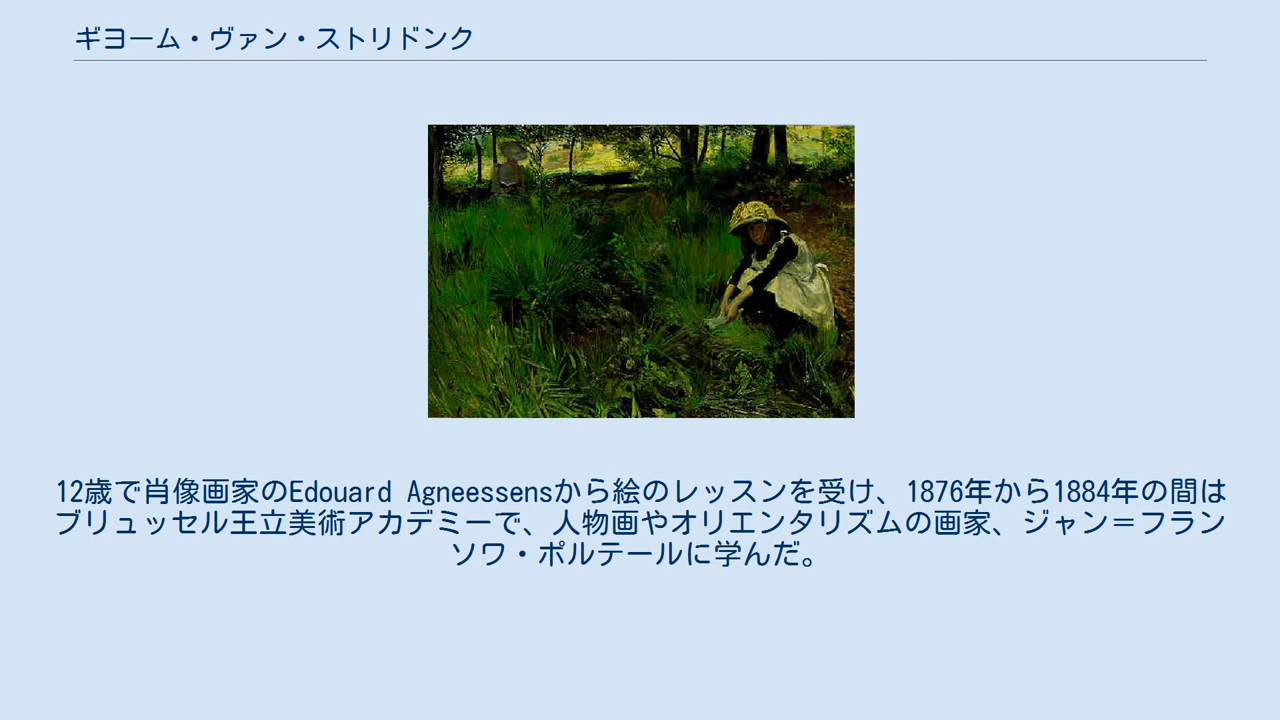 ギヨーム・ヴァン・ストリドンク
12歳で肖像画家のEdouard Agneessensから絵のレッスンを受け、1876年から1884年の間は
ブリュッセル王立美術アカデミーで、人物画やオリエンタリズムの画家、ジャン＝フラン
ソワ・ポルテールに学んだ。